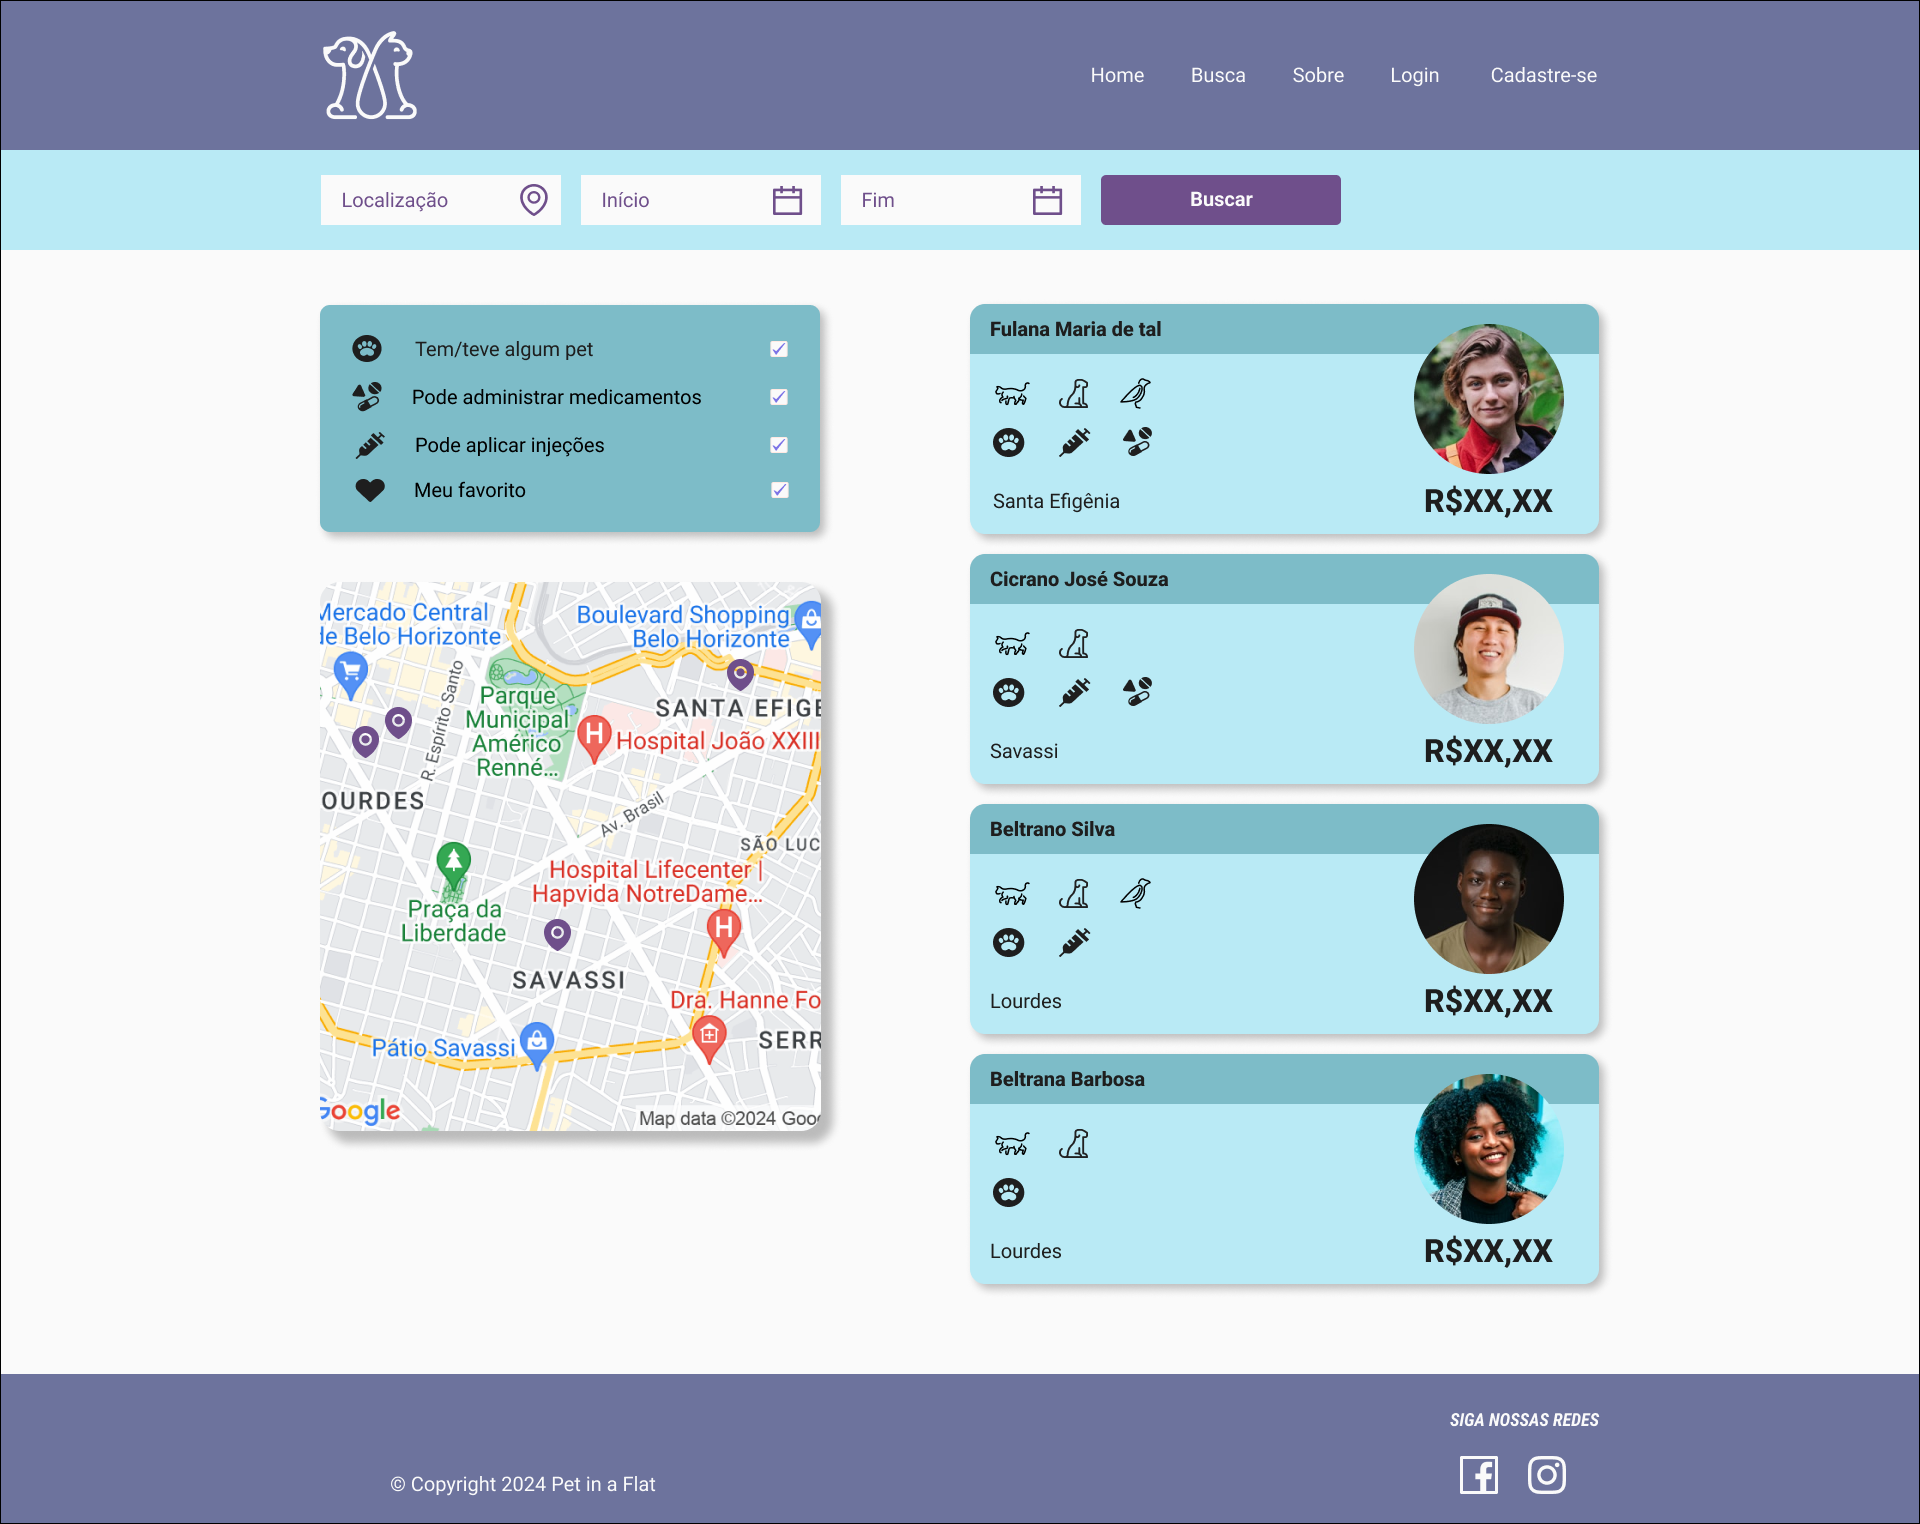 Home Busca Sobre Login Cadastre-se
Localização Início Fim Buscar
Tem/teve algum pet
Pode administrar medicamentos
Pode aplicar injeções
Meu favorito
Mercado Central
de Belo Horizonte
Boulevard Shopping
Belo Horizonte
R. Espírito Santo
Parque
Municipal
Américo
Renné...
SANTA EFIGE
H
Hospital João XXIII
OURDES
Av. Brasil
SÃO LUC
Hospital Lifecenter |
Hapvida NotreDame...
H
Praça da
Liberdade
SAVASSI
Dra. Hanne Fo
SERR
Pátio Savassi
Google
Map data ©2024 Goo
Fulana Maria de tal
Santa Efigênia
R$XX,XX
Cicrano José Souza
Savassi
R$XX,XX
Beltrano Silva
Lourdes
R$XX,XX
Beltrana Barbosa
Lourdes
R$XX,XX
SIGA NOSSAS REDES
© Copyright 2024 Pet in a Flat